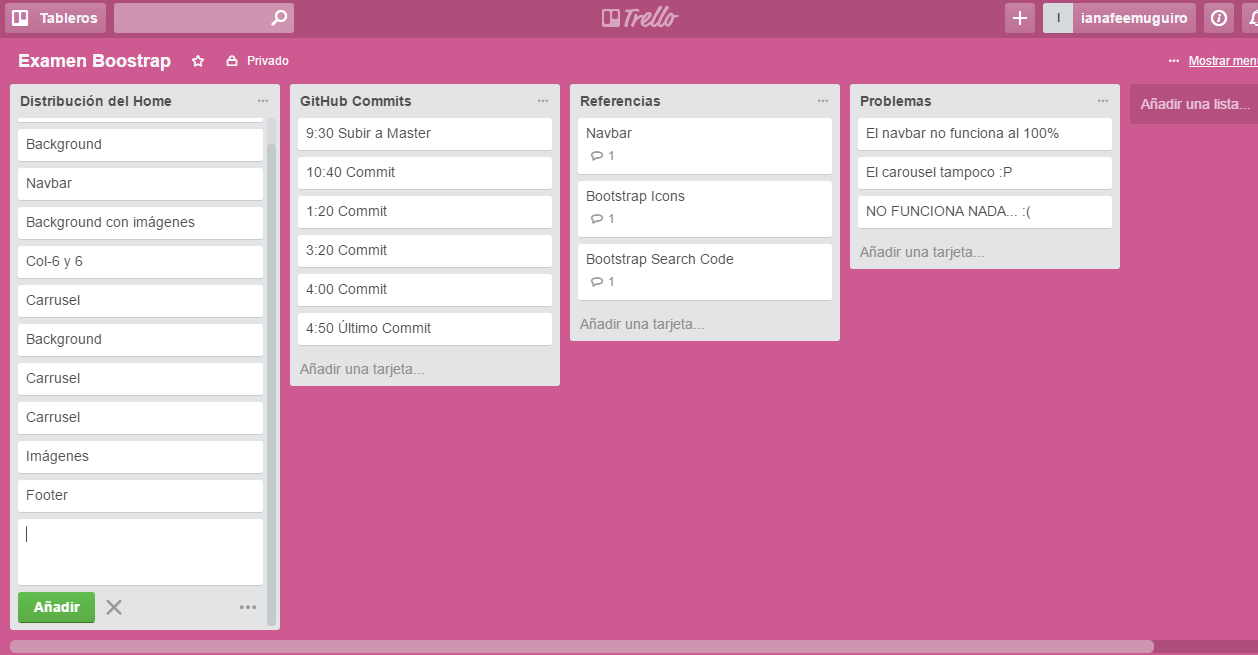 Tableros
Trello
I
ianafeemuguiro
Examen Boostrap
Privado
Mostrar men
Distribución del Home
Background
Navbar
Background con imágenes
Col-6 y 6
Carrusel
Background
Carrusel
Carrusel
Imágenes
Footer
Añadir
GitHub Commits
9:30 Subir a Master
10:40 Commit
1:20 Commit
3:20 Commit
4:00 Commit
4:50 Último Commit
Añadir una tarjeta...
Referencias
Navbar
1
Bootstrap Icons
1
Bootstrap Search Code
1
Añadir una tarjeta...
Problemas
El navbar no funciona al 100%
El carousel tampoco :P
NO FUNCIONA NADA... :(
Añadir una tarjeta...
Añadir una lista...